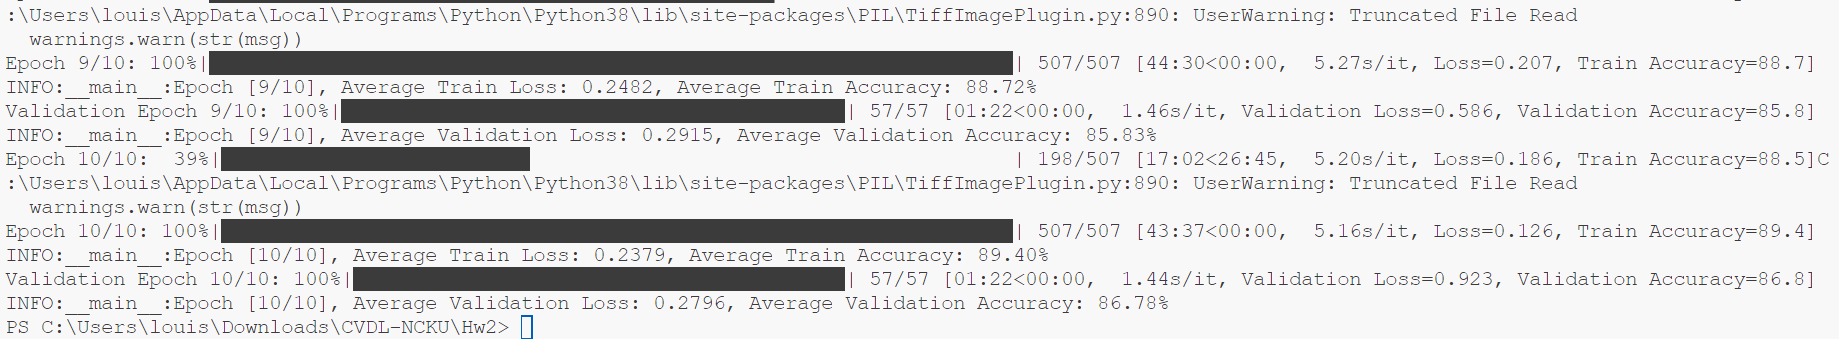 :\Users\louis\AppData\Local\Programs\Python\Python38\lib\site-packages\PIL\TiffImagePlugin.py:890: UserWarning: Truncated File Read
  warnings.warn(str(msg))
Epoch 9/10: 100%|| 507/507 [44:30<00:00,  5.27s/it, Loss=0.207, Train Accuracy=88.7]
INFO:__main__:Epoch [9/10], Average Train Loss: 0.2482, Average Train Accuracy: 88.72%
Validation Epoch 9/10: 100%|| 57/57 [01:22<00:00,  1.46s/it, Validation Loss=0.586, Validation Accuracy=85.8]
INFO:__main__:Epoch [9/10], Average Validation Loss: 0.2915, Average Validation Accuracy: 85.83%
Epoch 10/10:  39%|| 198/507 [17:02<26:45,  5.20s/it, Loss=0.186, Train Accuracy=88.5]C
:\Users\louis\AppData\Local\Programs\Python\Python38\lib\site-packages\PIL\TiffImagePlugin.py:890: UserWarning: Truncated File Read
  warnings.warn(str(msg))
Epoch 10/10: 100%|| 507/507 [43:37<00:00,  5.16s/it, Loss=0.126, Train Accuracy=89.4]
INFO:__main__:Epoch [10/10], Average Train Loss: 0.2379, Average Train Accuracy: 89.40%
Validation Epoch 10/10: 100%|| 57/57 [01:22<00:00,  1.44s/it, Validation Loss=0.923, Validation Accuracy=86.8]
INFO:__main__:Epoch [10/10], Average Validation Loss: 0.2796, Average Validation Accuracy: 86.78%
PS C:\Users\louis\Downloads\CVDL-NCKU\Hw2>